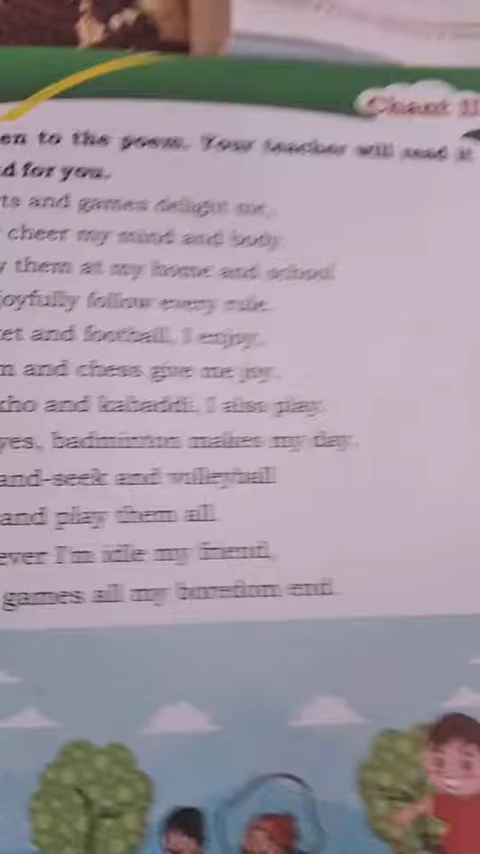 Chant It
en to the poem. Your teacher will read it
d for you.
ts and games delight me,
cheer my mind and body.
y them at my home and school
joyfully follow every rule.
et and football, I enjoy,
m and chess give me joy.
kho and kabaddi, I also play
yes, badminton makes my day.
and-seek and volleyball
and play them all.
ever I'm idle my friend,
games all my boredom end.